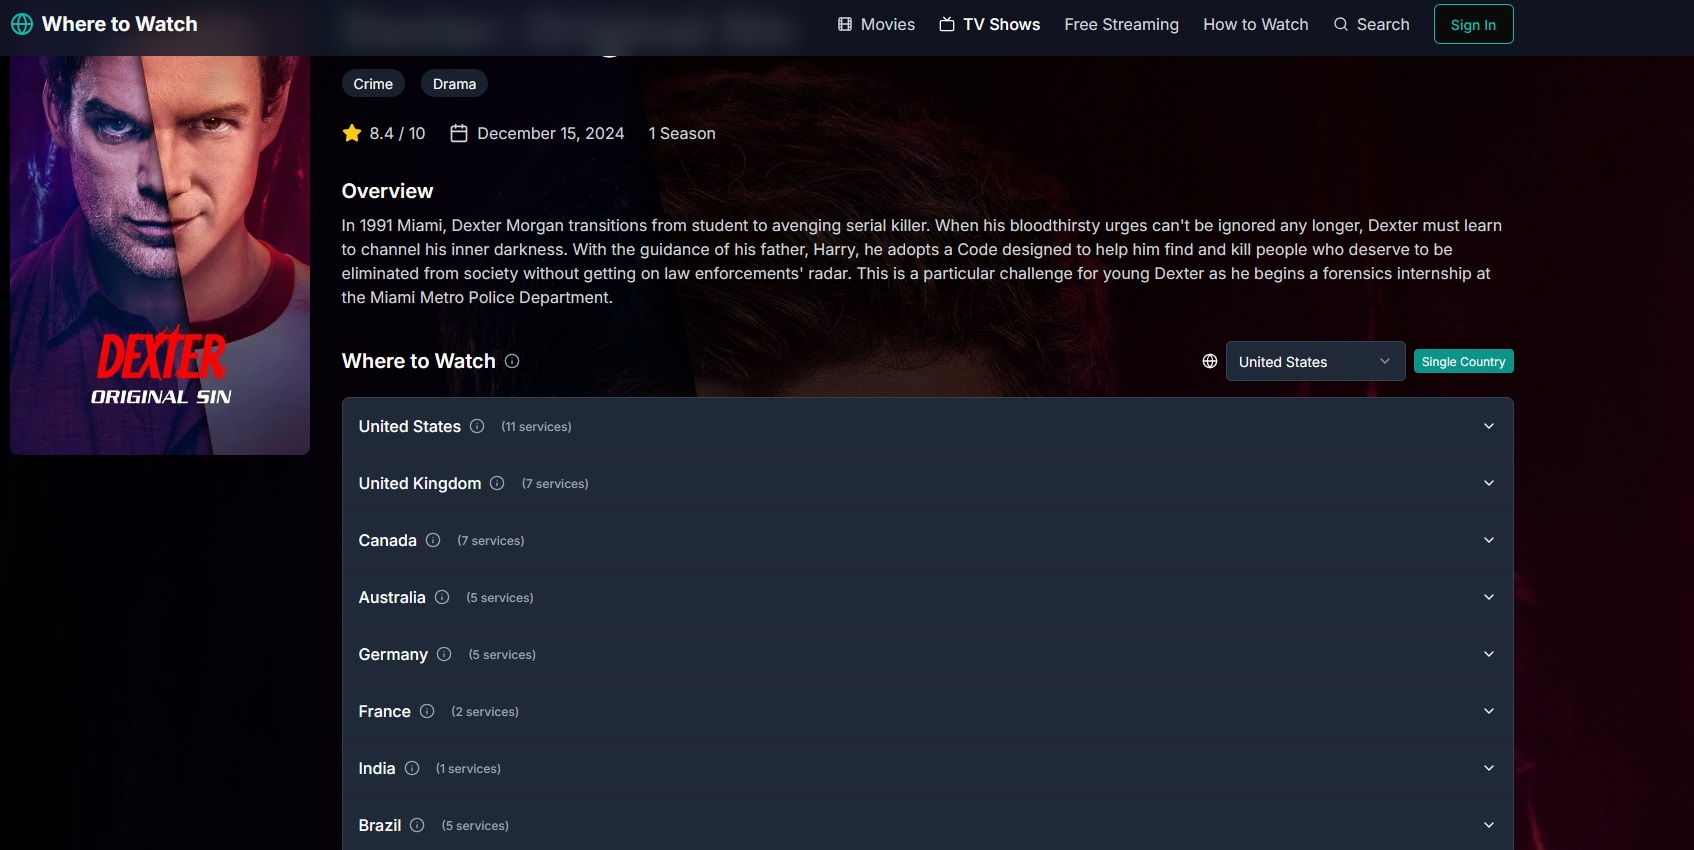 Where to Watch
Movies
TV Shows
Free Streaming
How to Watch
Search
Sign In
Crime
Drama
8.4 / 10
December 15, 2024
1 Season
Overview
In 1991 Miami, Dexter Morgan transitions from student to avenging serial killer. When his bloodthirsty urges can't be ignored any longer, Dexter must learn
to channel his inner darkness. With the guidance of his father, Harry, he adopts a Code designed to help him find and kill people who deserve to be
eliminated from society without getting on law enforcements' radar. This is a particular challenge for young Dexter as he begins a forensics internship at
the Miami Metro Police Department.
DEXTER
ORIGINAL SIN
Where to Watch
United States
Single Country
United States (11 services)
United Kingdom (7 services)
Canada (7 services)
Australia (5 services)
Germany (5 services)
France (2 services)
India (1 services)
Brazil (5 services)